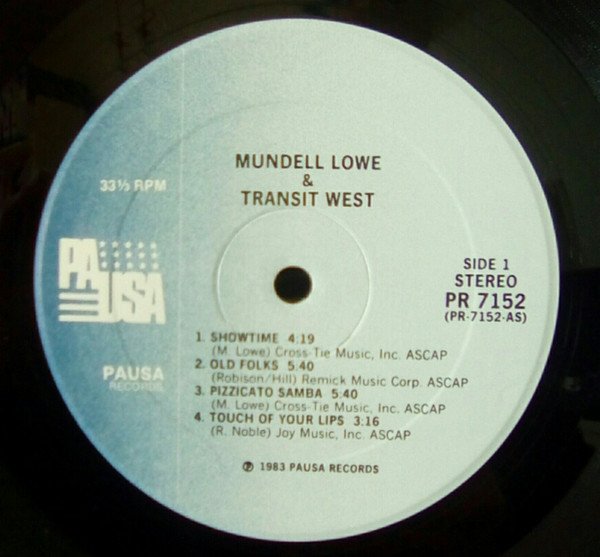 MUNDELL LOWE
&
TRANSIT WEST
33⅓ RPM
PAUSA
PAUSA
RECORDS
SIDE 1
STEREO
PR 7152
(PR-7152-AS)
1. SHOWTIME 4:19
(M. Lowe) Cross-Tie Music, Inc. ASCAP
2. OLD FOLKS 5:40
(Robison/Hill) Remick Music Corp. ASCAP
3. PIZZICATO SAMBA 5:40
(M. Lowe) Cross-Tie Music, Inc. ASCAP
4. TOUCH OF YOUR LIPS 3:16
(R. Noble) Joy Music, Inc. ASCAP
℗ 1983 PAUSA RECORDS